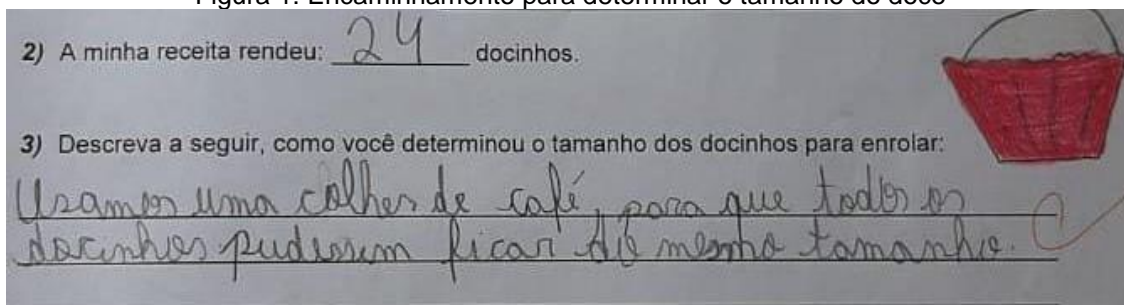 Figura 1: Encaminhamento para determinar o tamanho do doce
2) A minha receita rendeu: 24 docinhos.
3) Descreva a seguir, como você determinou o tamanho dos docinhos para enrolar:
Usamos uma colher de café, para que todos os
docinhos pudessem ficar do mesmo tamanho.